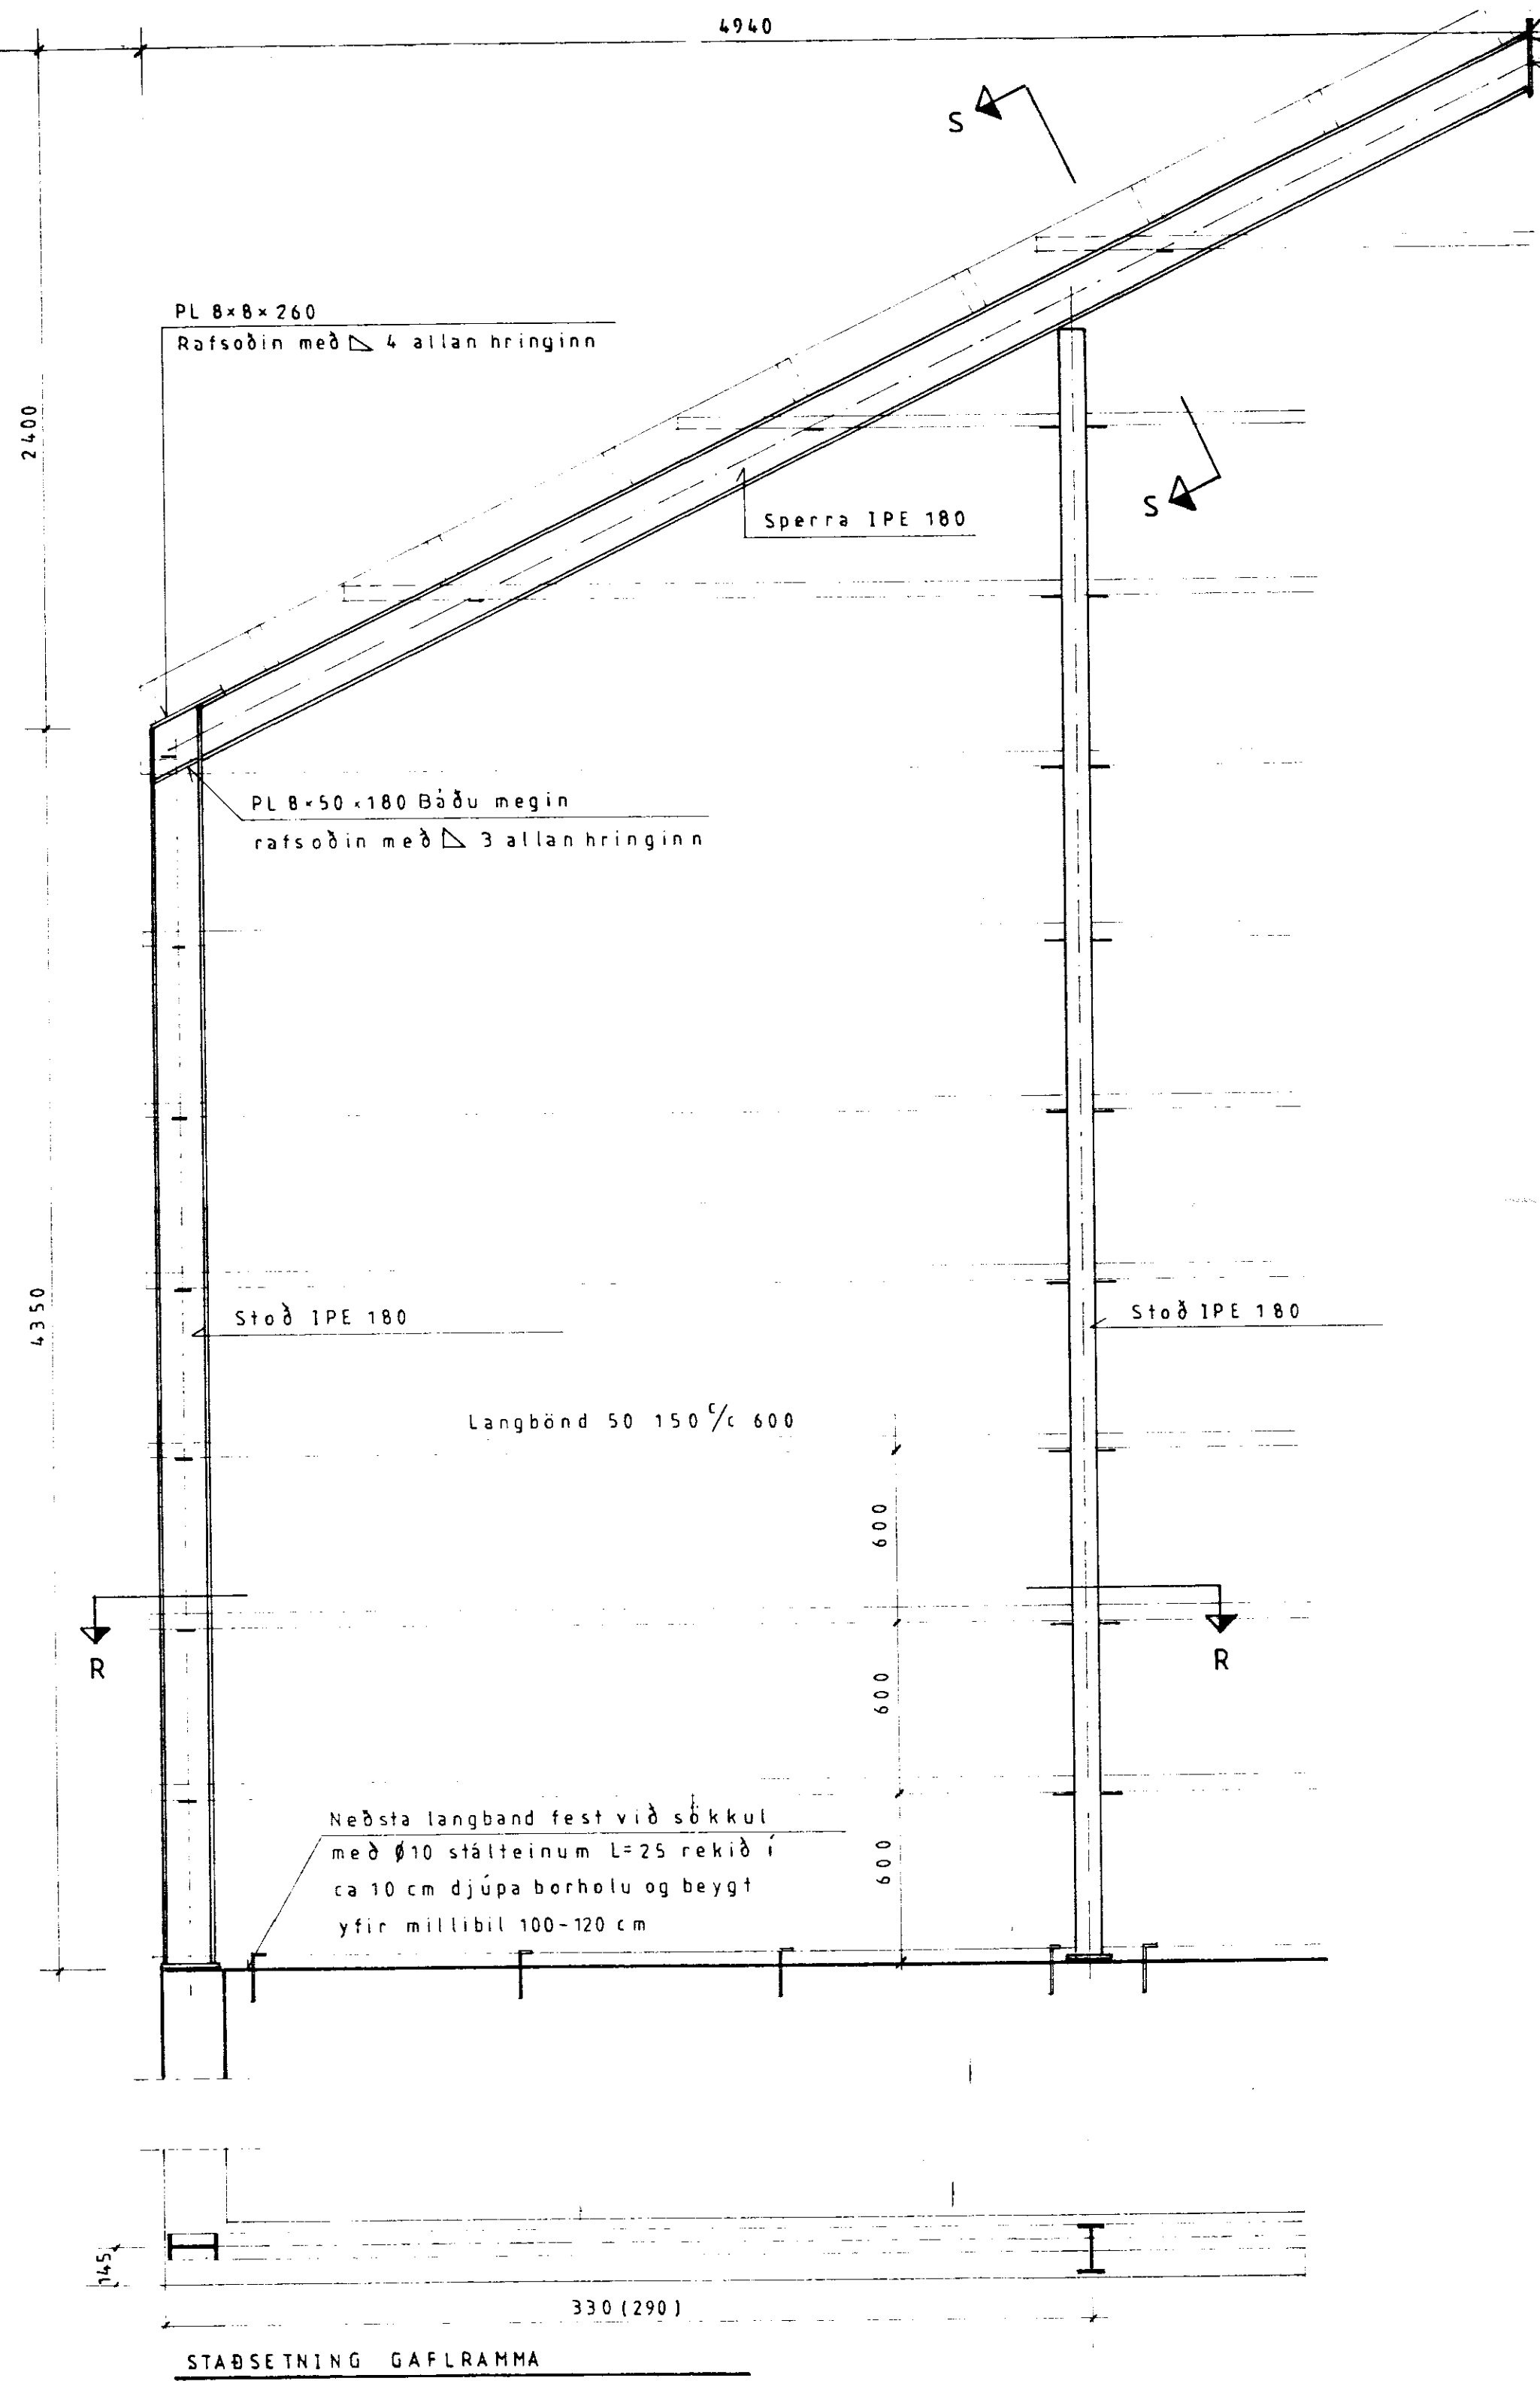 4940
S
PL 8×8×260
Rafsoðin með ◺ 4 allan hringinn
2400
S
Sperra IPE 180
PL 8×50×180 Báðu megin
rafsoðin með ◺ 3 allan hringinn
4350
Stoð IPE 180
Stoð IPE 180
Langbönd 50 150 c/c 600
600
R
R
600
Neðsta langband fest við sökkul
með Ø10 stálteinum L=25 rekið í
ca 10 cm djúpa borholu og beygt
yfir millibil 100-120 cm
600
145
330 (290)
STAÐSETNING GAFLRAMMA